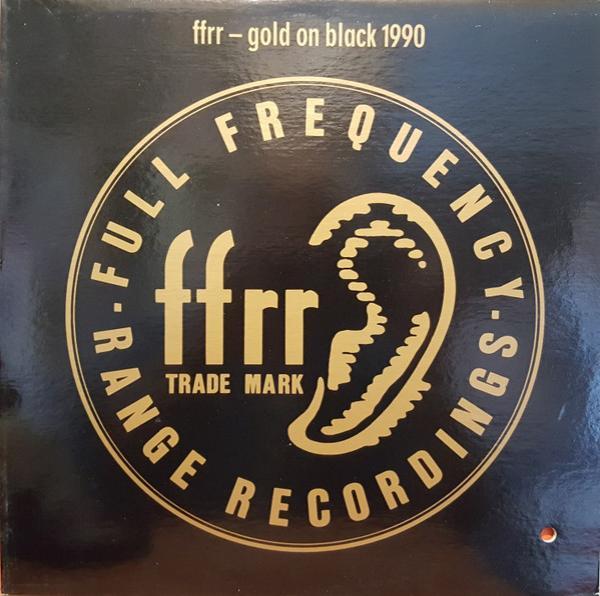 ffrr – gold on black 1990
FULL FREQUENCY
ffrr
TRADE MARK
· RANGE RECORDINGS ·